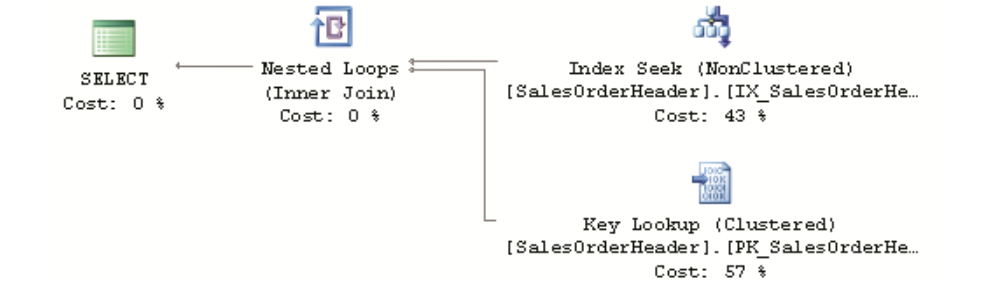 SELECT
Cost: 0 %
Nested Loops
(Inner Join)
Cost: 0 %
Index Seek (NonClustered)
[SalesOrderHeader].[IX_SalesOrderHe…
Cost: 43 %
Key Lookup (Clustered)
[SalesOrderHeader].[PK_SalesOrderHe…
Cost: 57 %